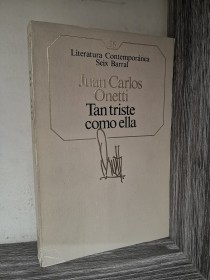 Literatura Contemporánea
Seix Barral
Juan Carlos
Onetti
Tan triste
como ella